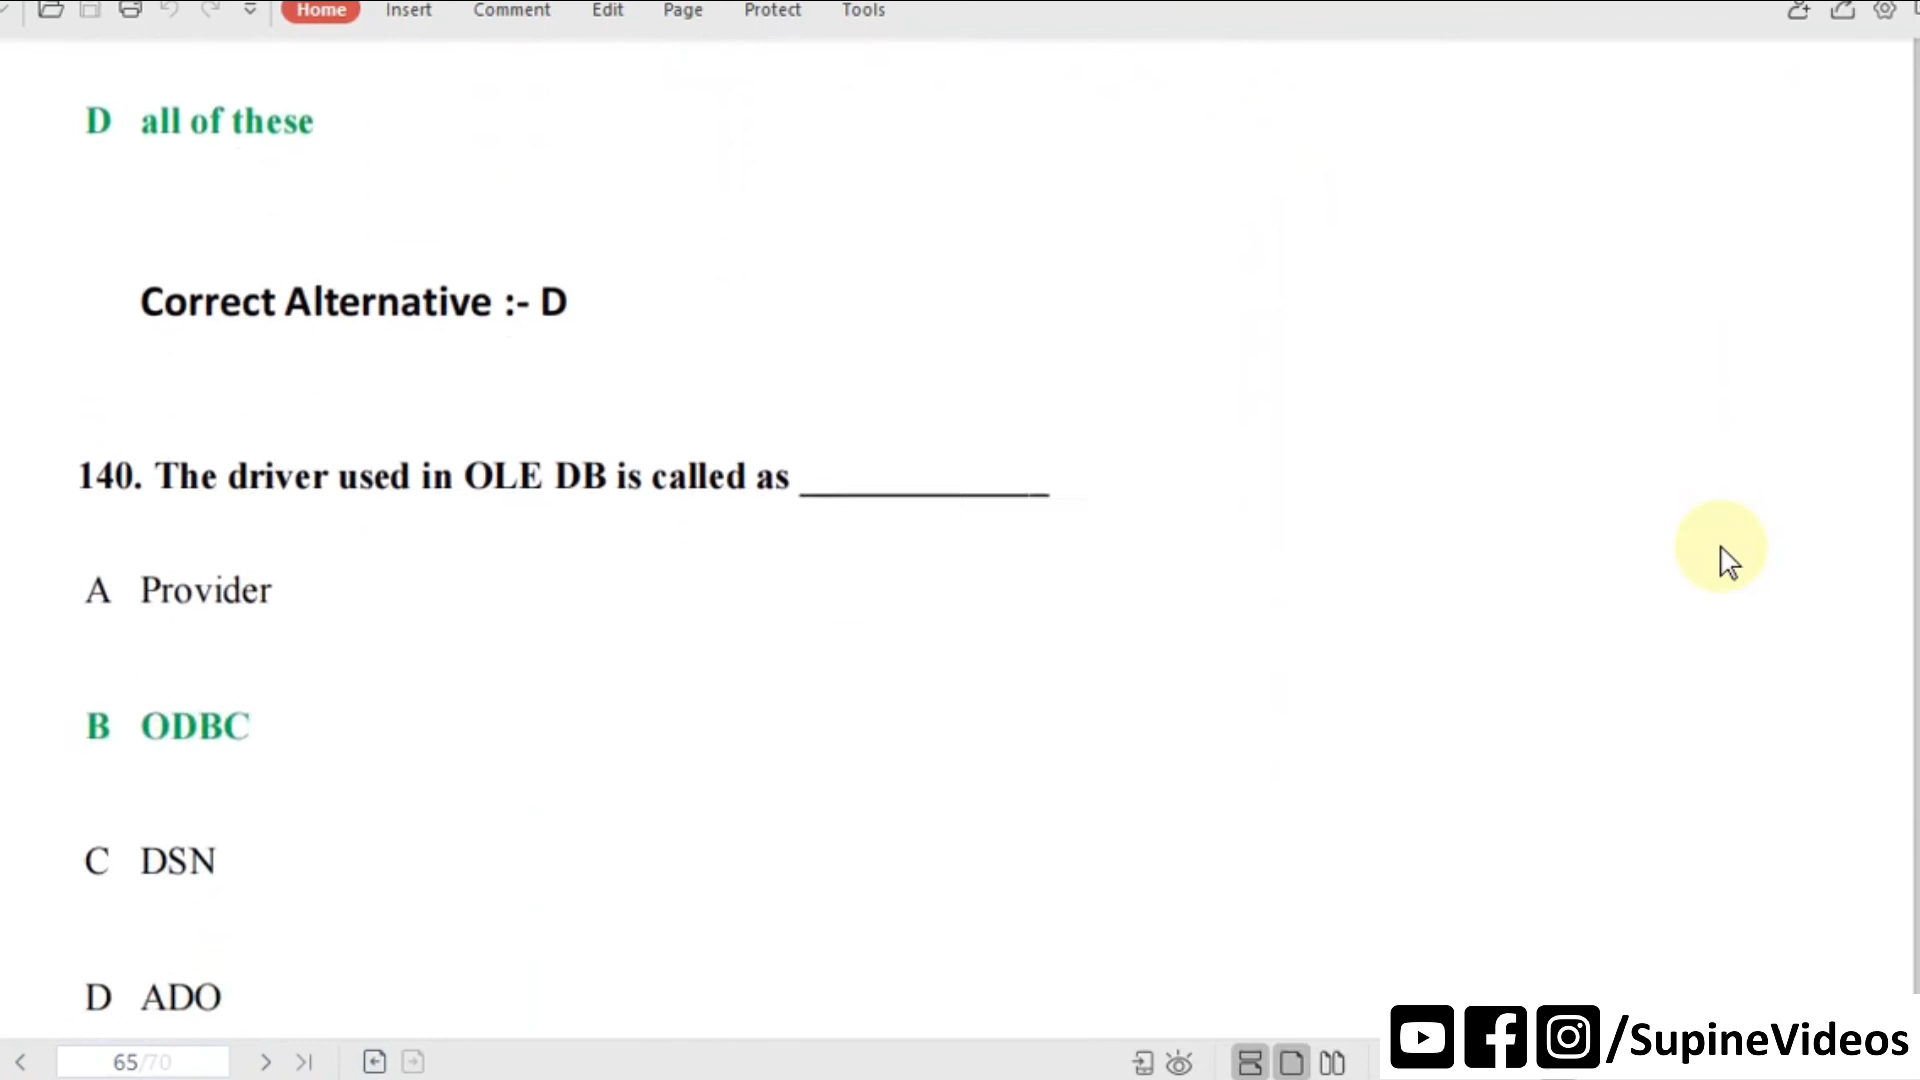 Home Insert Comment Edit Page Protect Tools
D all of these
Correct Alternative :- D
140. The driver used in OLE DB is called as _____________
A Provider
B ODBC
C DSN
D ADO
65/70
/SupineVideos